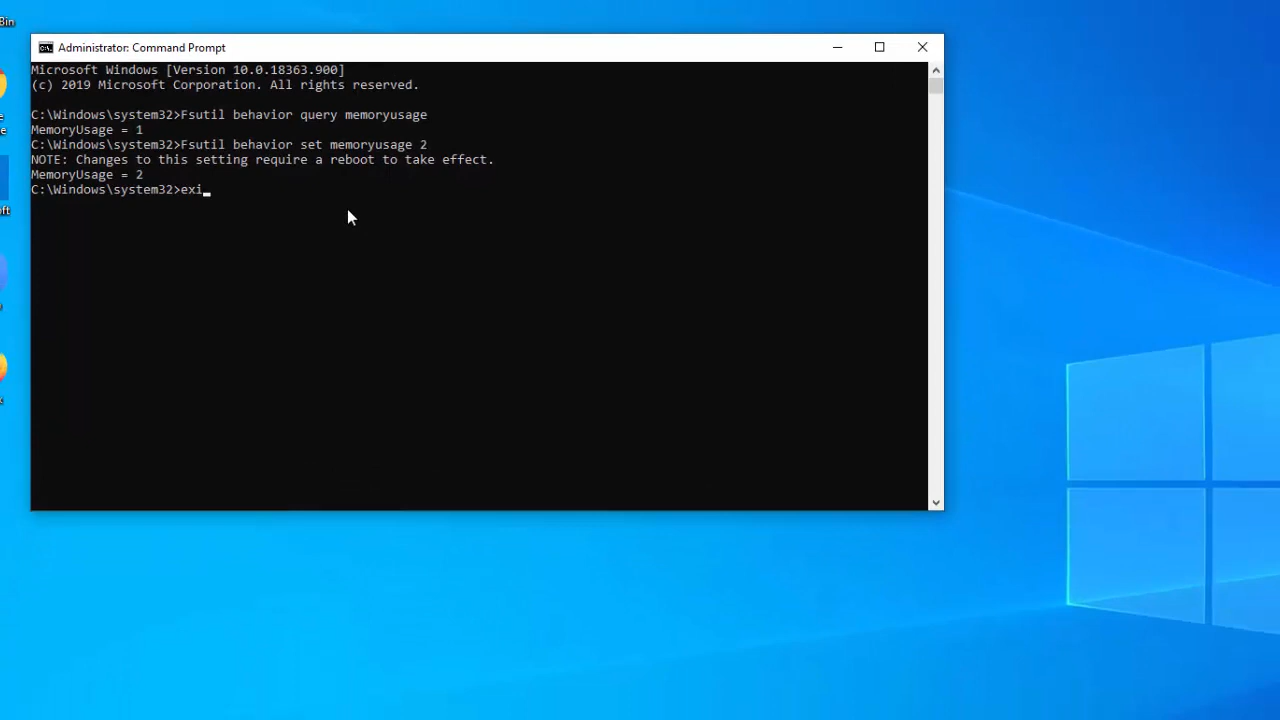 Bin
Administrator: Command Prompt
Microsoft Windows [Version 10.0.18363.900]
(c) 2019 Microsoft Corporation. All rights reserved.
C:\Windows\system32>Fsutil behavior query memoryusage
MemoryUsage = 1
C:\Windows\system32>Fsutil behavior set memoryusage 2
NOTE: Changes to this setting require a reboot to take effect.
MemoryUsage = 2
C:\Windows\system32>exi